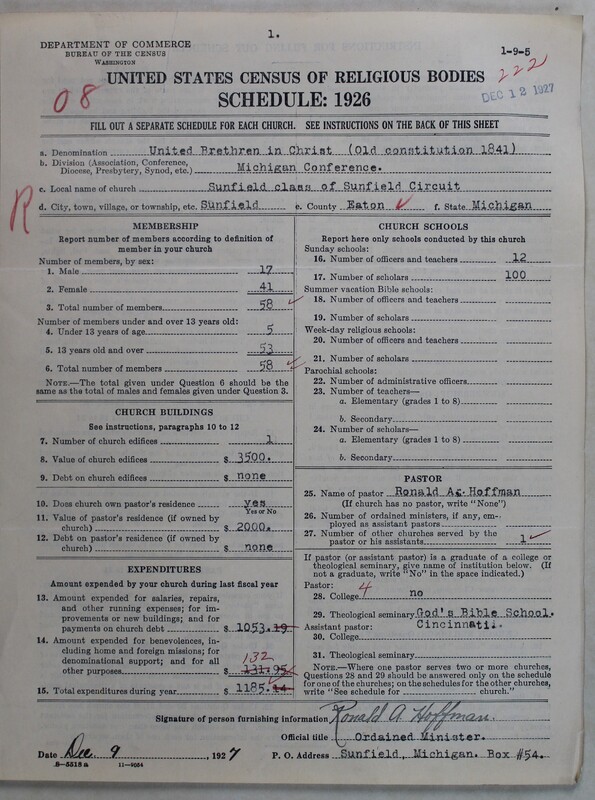 1.
DEPARTMENT OF COMMERCE
BUREAU OF THE CENSUS
WASHINGTON
1-9-5
222
DEC 12 1927
08
UNITED STATES CENSUS OF RELIGIOUS BODIES
SCHEDULE: 1926
FILL OUT A SEPARATE SCHEDULE FOR EACH CHURCH. SEE INSTRUCTIONS ON THE BACK OF THIS SHEET
a. Denomination United Brethren in Christ (Old constitution 1841)
b. Division (Association, Conference, Diocese, Presbytery, Synod, etc.) Michigan Conference.
c. Local name of church Sunfield class of Sunfield Circuit
R
d. City, town, village, or township, etc. Sunfield e. County Eaton f. State Michigan
MEMBERSHIP
Report number of members according to definition of
member in your church
Number of members, by sex:
1. Male 17
2. Female 41
3. Total number of members 58
Number of members under and over 13 years old:
4. Under 13 years of age 5
5. 13 years old and over 53
6. Total number of members 58
NOTE.—The total given under Question 6 should be
the same as the total of males and females given under Question 3.
CHURCH BUILDINGS
See instructions, paragraphs 10 to 12
7. Number of church edifices 1
8. Value of church edifices $ 3500.
9. Debt on church edifices $ none
10. Does church own pastor's residence yes
Yes or No
11. Value of pastor's residence (if owned by
church) $ 2000.
12. Debt on pastor's residence (if owned by
church) $ none
EXPENDITURES
Amount expended by your church during last fiscal year
13. Amount expended for salaries, repairs,
and other running expenses; for im-
provements or new buildings; and for
payments on church debt $ 1053.19
14. Amount expended for benevolences, in-
cluding home and foreign missions; for
denominational support; and for all
132
other purposes $ 131.95
15. Total expenditures during year $ 1185.14
CHURCH SCHOOLS
Report here only schools conducted by this church
Sunday schools:
16. Number of officers and teachers 12
17. Number of scholars 100
Summer vacation Bible schools:
18. Number of officers and teachers
19. Number of scholars
Week-day religious schools:
20. Number of officers and teachers
21. Number of scholars
Parochial schools:
22. Number of administrative officers
23. Number of teachers—
a. Elementary (grades 1 to 8)
b. Secondary
24. Number of scholars—
a. Elementary (grades 1 to 8)
b. Secondary
PASTOR
25. Name of pastor Ronald A. Hoffman
(If church has no pastor, write "None")
26. Number of ordained ministers, if any, em-
ployed as assistant pastors
27. Number of other churches served by the
pastor or his assistants 1
If pastor (or assistant pastor) is a graduate of a college or
theological seminary, give name of institution below. (If
not a graduate, write "No" in the space indicated.)
Pastor:
28. College 4 no
29. Theological seminary God's Bible School.
Assistant pastor: Cincinnati.
30. College
31. Theological seminary
NOTE.—Where one pastor serves two or more churches,
Questions 28 and 29 should be answered only on the schedule
for one of the churches; on the schedules for the other churches,
write "See schedule for ______ church."
Signature of person furnishing information Ronald A Hoffman.
Official title Ordained Minister.
Date Dec 9, 1927 P. O. Address Sunfield, Michigan. Box #54.
8—5518 a 11—9054